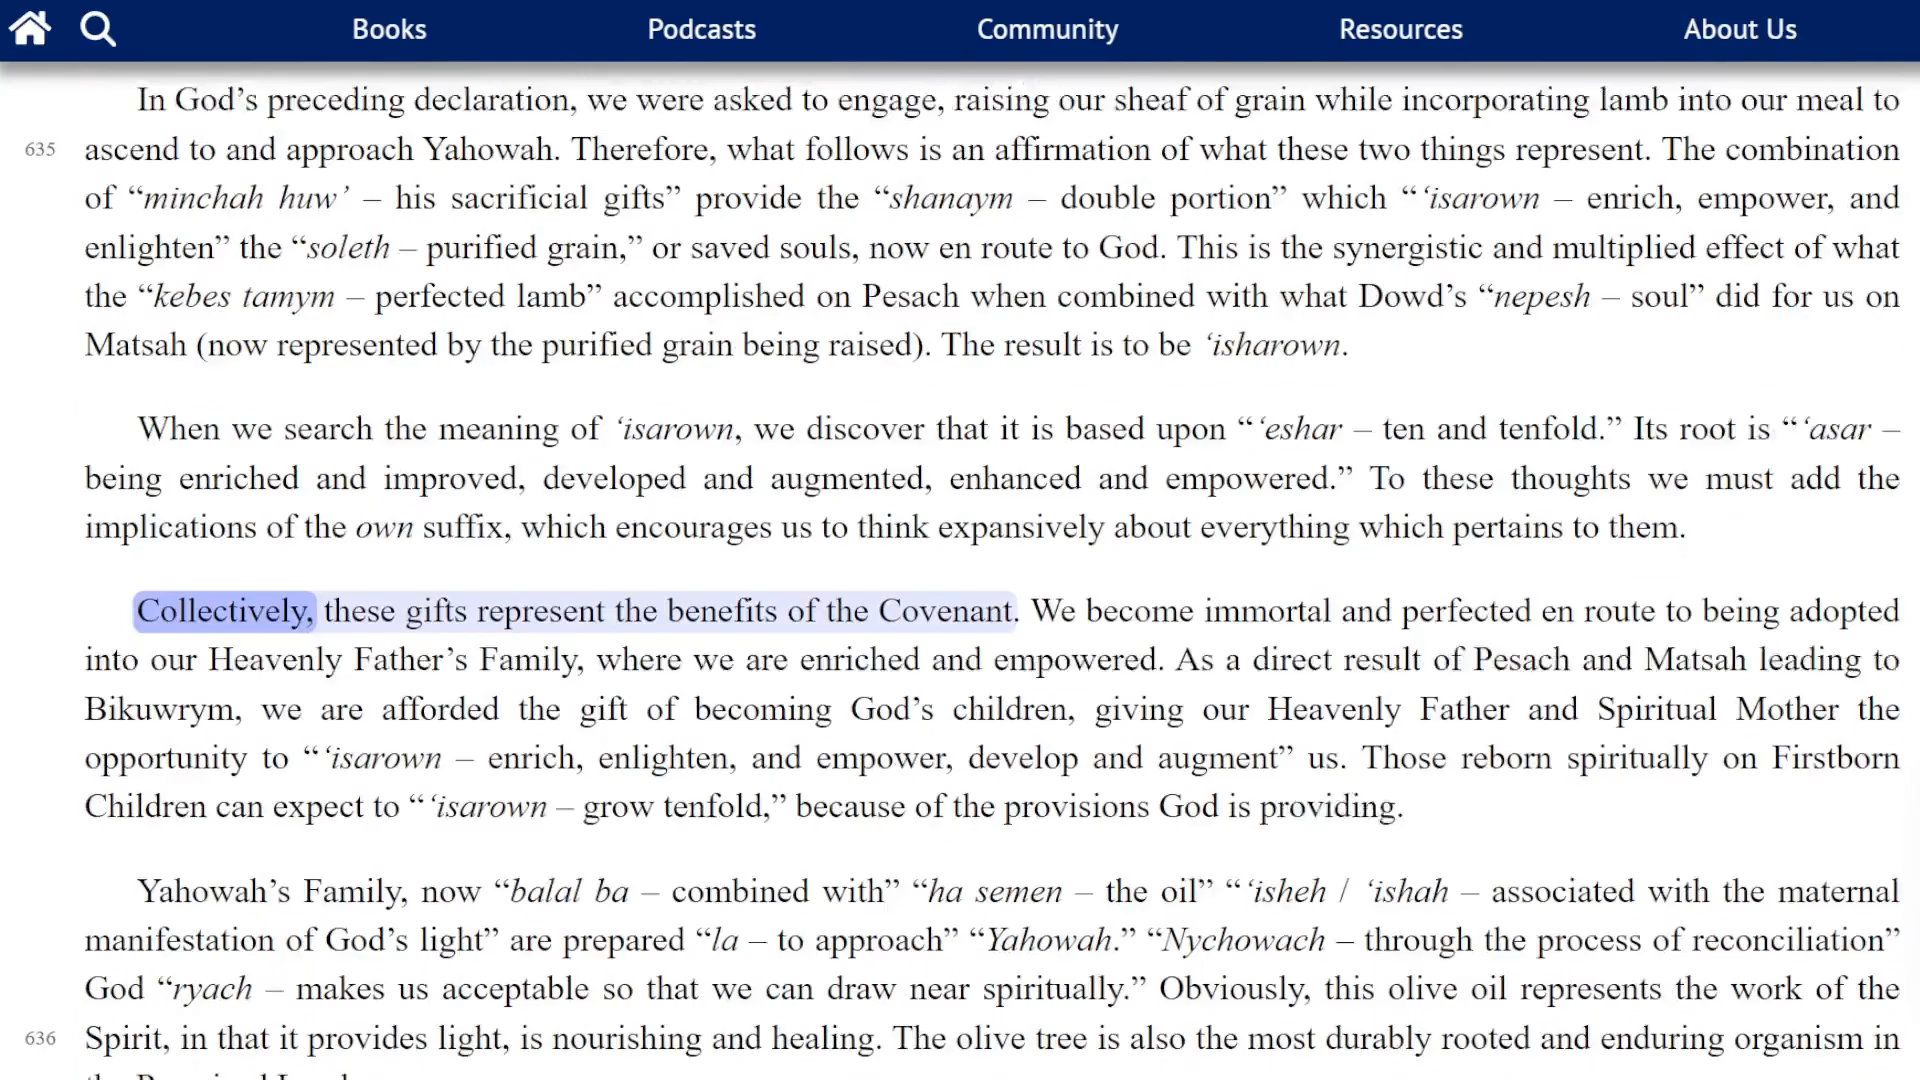 Books Podcasts Community Resources About Us
In God’s preceding declaration, we were asked to engage, raising our sheaf of grain while incorporating lamb into our meal to
635 ascend to and approach Yahowah. Therefore, what follows is an affirmation of what these two things represent. The combination
of “minchah huw’ – his sacrificial gifts” provide the “shanaym – double portion” which “‘isarown – enrich, empower, and
enlighten” the “soleth – purified grain,” or saved souls, now en route to God. This is the synergistic and multiplied effect of what
the “kebes tamym – perfected lamb” accomplished on Pesach when combined with what Dowd’s “nepesh – soul” did for us on
Matsah (now represented by the purified grain being raised). The result is to be ‘isharown.
When we search the meaning of ‘isarown, we discover that it is based upon “‘eshar – ten and tenfold.” Its root is “‘asar –
being enriched and improved, developed and augmented, enhanced and empowered.” To these thoughts we must add the
implications of the own suffix, which encourages us to think expansively about everything which pertains to them.
Collectively, these gifts represent the benefits of the Covenant. We become immortal and perfected en route to being adopted
into our Heavenly Father’s Family, where we are enriched and empowered. As a direct result of Pesach and Matsah leading to
Bikuwrym, we are afforded the gift of becoming God’s children, giving our Heavenly Father and Spiritual Mother the
opportunity to “‘isarown – enrich, enlighten, and empower, develop and augment” us. Those reborn spiritually on Firstborn
Children can expect to “‘isarown – grow tenfold,” because of the provisions God is providing.
Yahowah’s Family, now “balal ba – combined with” “ha semen – the oil” “‘isheh / ‘ishah – associated with the maternal
manifestation of God’s light” are prepared “la – to approach” “Yahowah.” “Nychowach – through the process of reconciliation”
God “ryach – makes us acceptable so that we can draw near spiritually.” Obviously, this olive oil represents the work of the
636 Spirit, in that it provides light, is nourishing and healing. The olive tree is also the most durably rooted and enduring organism in